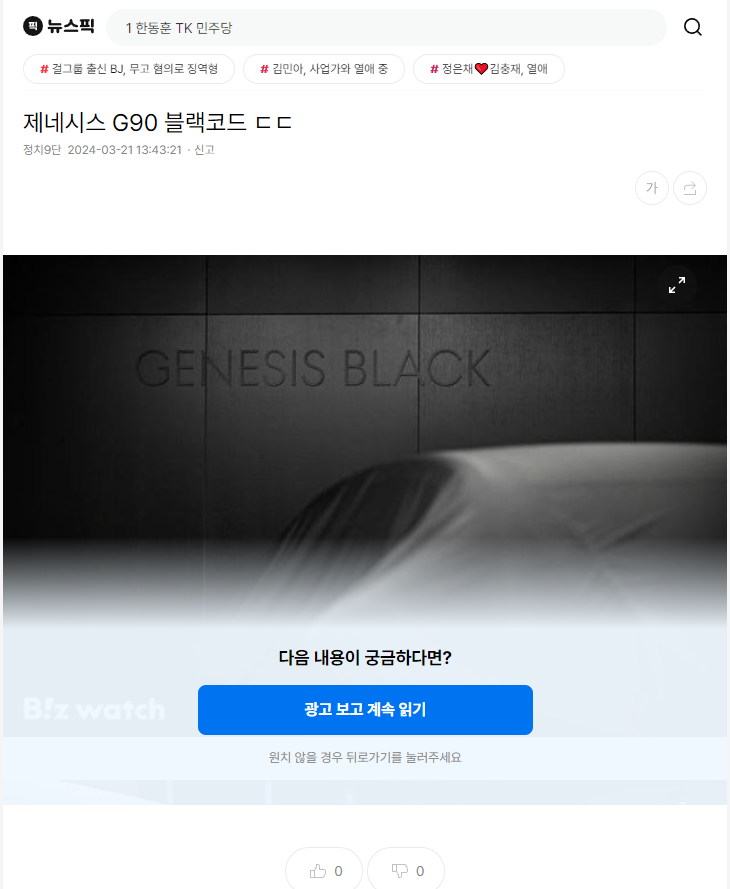 픽 뉴스픽
1 한동훈 TK 민주당
# 걸그룹 출신 BJ, 무고 혐의로 징역형
# 김민아, 사업가와 열애 중
# 정은채❤️김충재, 열애
제네시스 G90 블랙코드 ㄷㄷ
정치9단 2024-03-21 13:43:21 · 신고
가
GENESIS BLACK
다음 내용이 궁금하다면?
Biz watch
광고 보고 계속 읽기
원치 않을 경우 뒤로가기를 눌러주세요
0
0